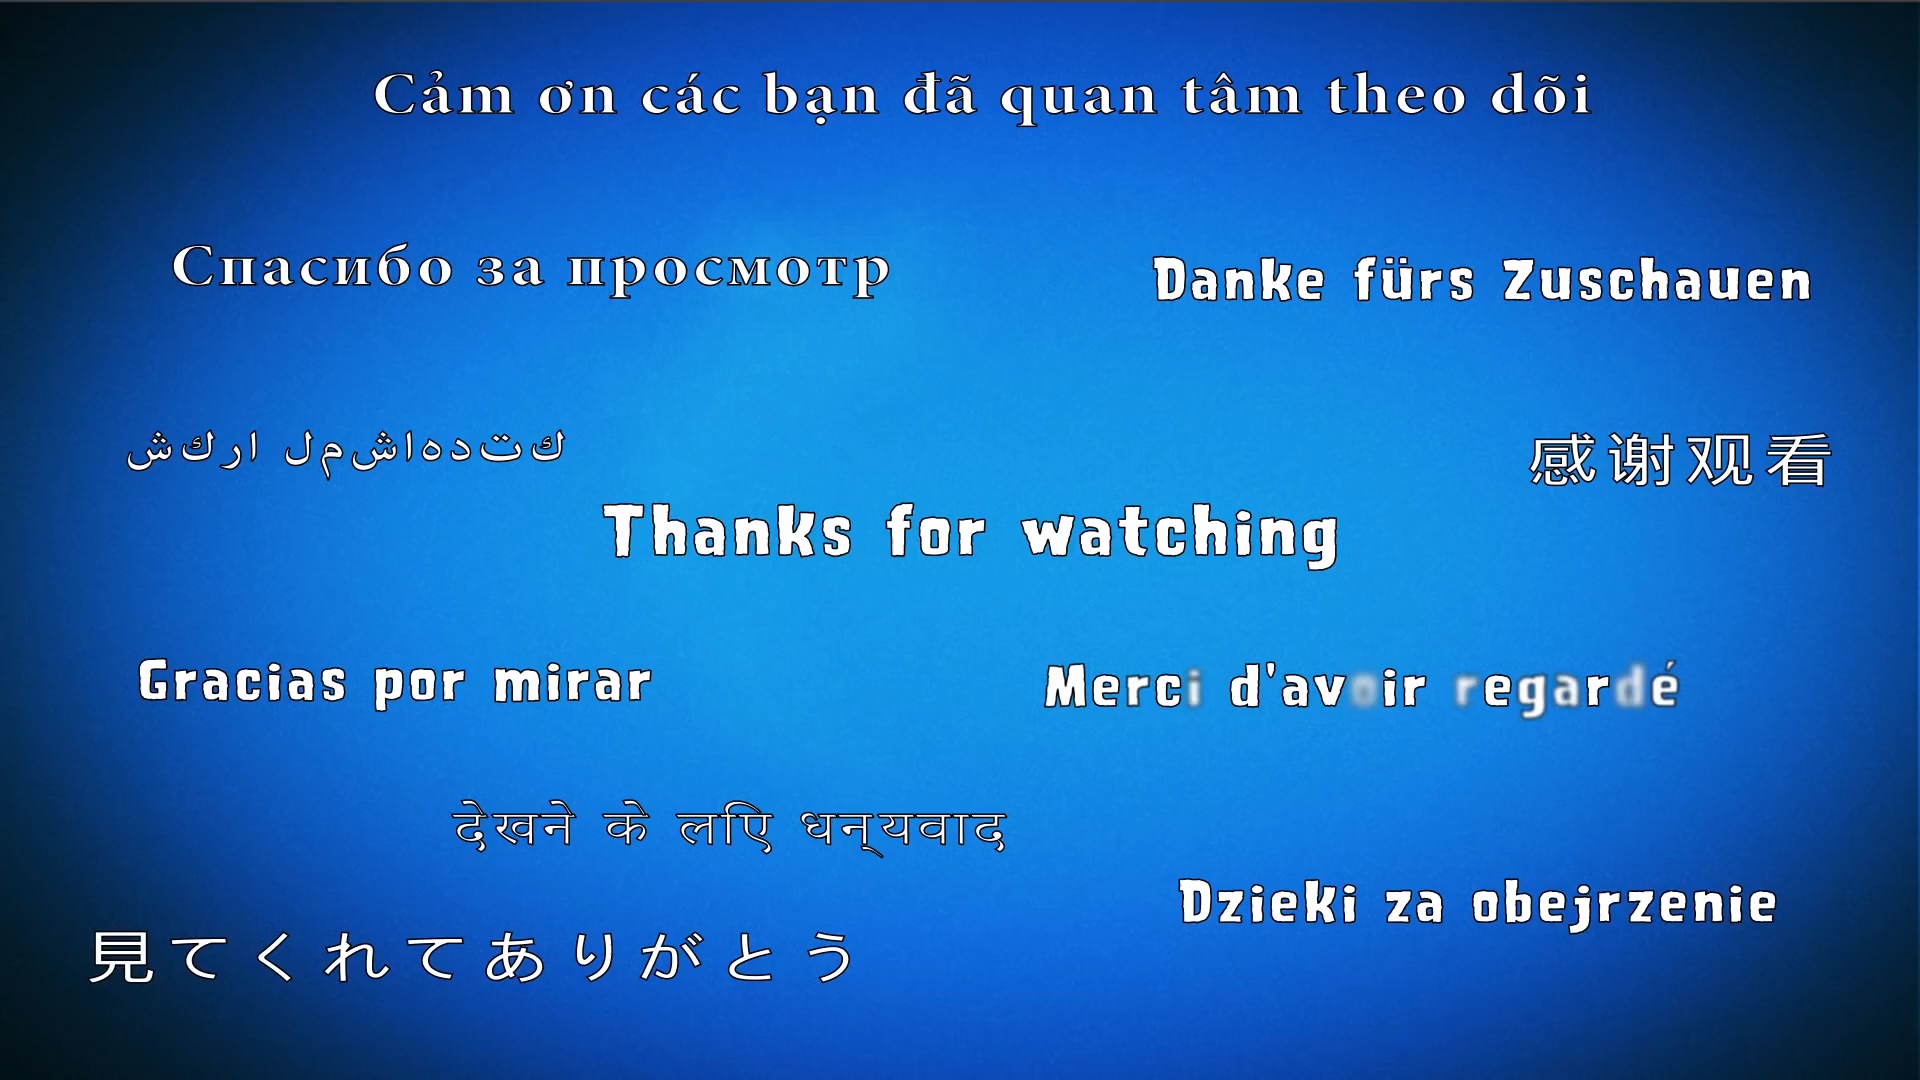 Cảm ơn các bạn đã quan tâm theo dõi
Спасибо за просмотр
Danke fürs Zuschauen
شكرا لمشاهدتك
感谢观看
Thanks for watching
Gracias por mirar
Merci d'avoir regardé
देखने के लिए धन्यवाद
Dzieki za obejrzenie
見てくれてありがとう